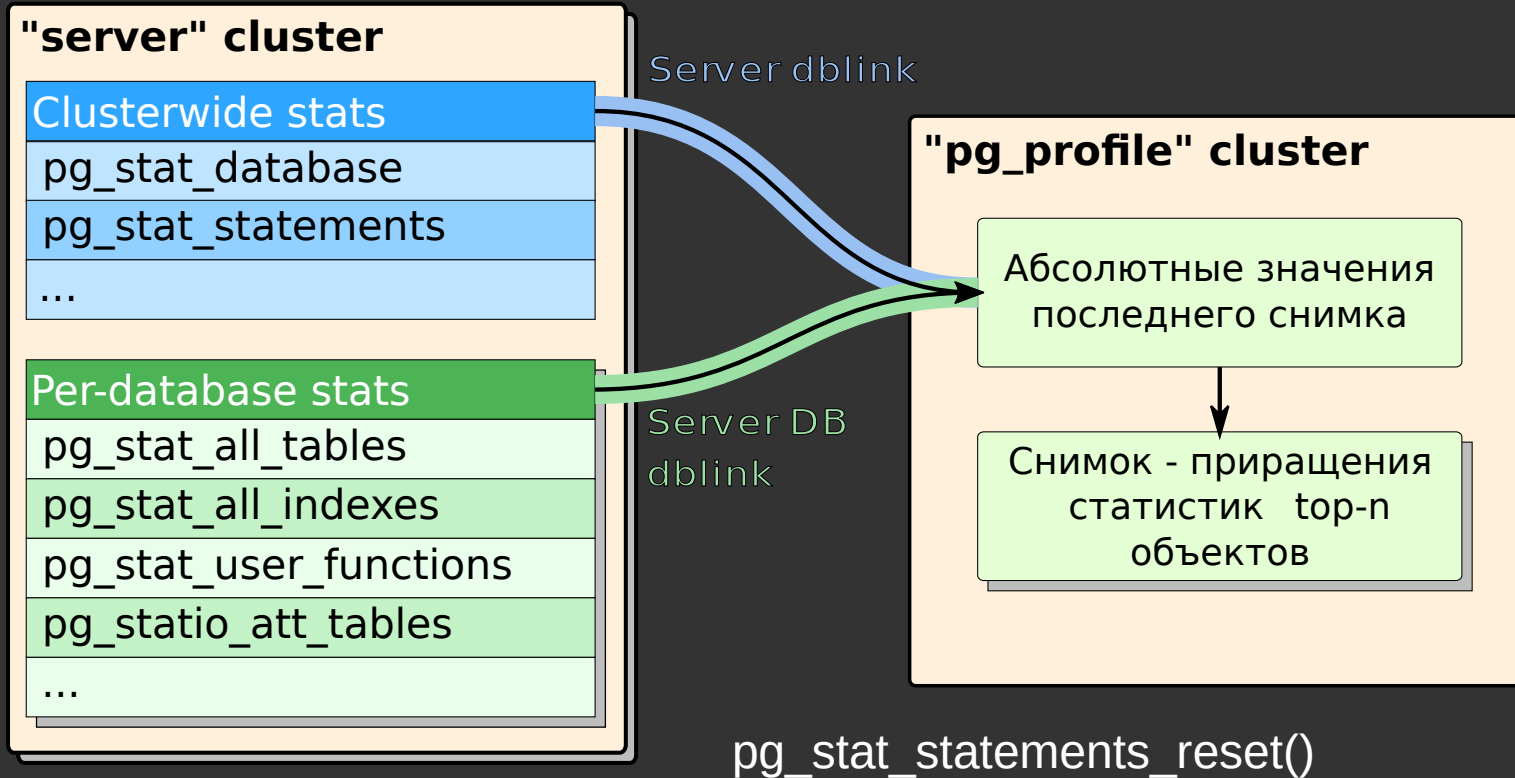 "server" cluster
Clusterwide stats
pg_stat_database
pg_stat_statements
...
Per-database stats
pg_stat_all_tables
pg_stat_all_indexes
pg_stat_user_functions
pg_statio_att_tables
...
Server dblink
Server DB
dblink
"pg_profile" cluster
Абсолютные значения
последнего снимка
Снимок - приращения
статистик top-n
объектов
pg_stat_statements_reset()